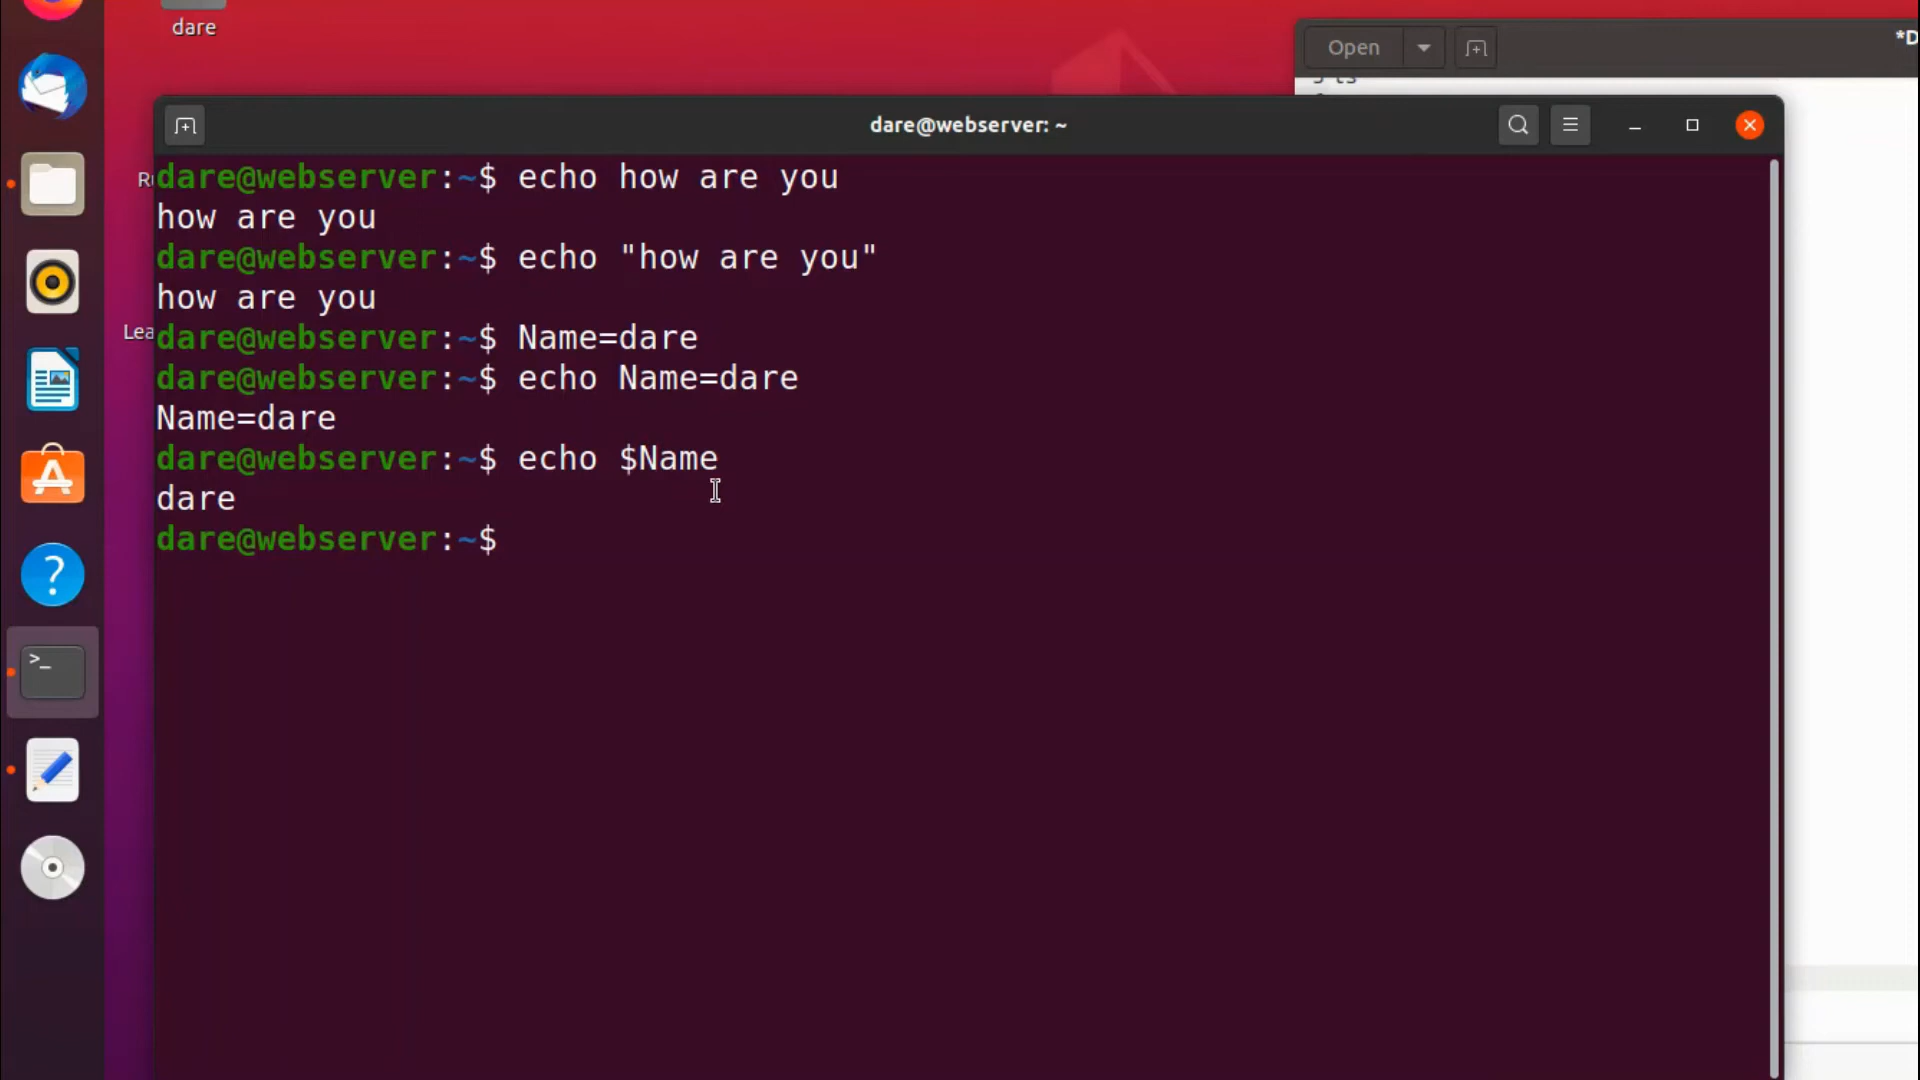 dare
Open
*D
dare@webserver: ~
dare@webserver:~$ echo how are you
how are you
dare@webserver:~$ echo "how are you"
how are you
dare@webserver:~$ Name=dare
dare@webserver:~$ echo Name=dare
Name=dare
dare@webserver:~$ echo $Name
dare
dare@webserver:~$
Lea
>_
?